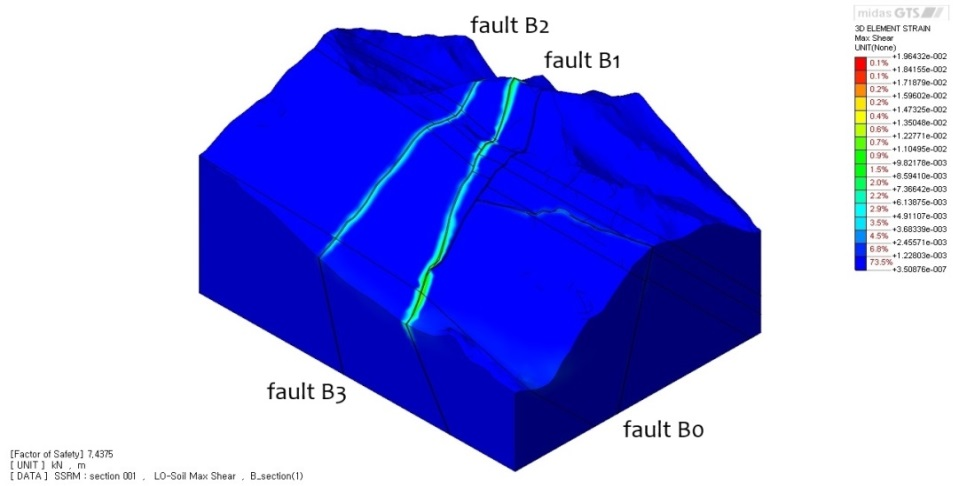 fault B2
fault B1
midas GTS
3D ELEMENT STRAIN
Max Shear
UNIT(None)
+1.96432e-002
0.1%
+1.84155e-002
0.1%
+1.71879e-002
0.2%
+1.59602e-002
0.2%
+1.47325e-002
0.4%
+1.35048e-002
0.6%
+1.22771e-002
0.7%
+1.10495e-002
0.9%
+9.82178e-003
1.5%
+8.59410e-003
2.0%
+7.36642e-003
2.2%
+6.13875e-003
2.9%
+4.91107e-003
3.5%
+3.68339e-003
4.5%
+2.45571e-003
6.8%
+1.22803e-003
73.5%
+3.50876e-007
fault B3
fault B0
[Factor of Safety] 7,4375
[ UNIT ] kN , m
[ DATA ] SSRM : section 001 , LO-Soil Max Shear , B_section(1)